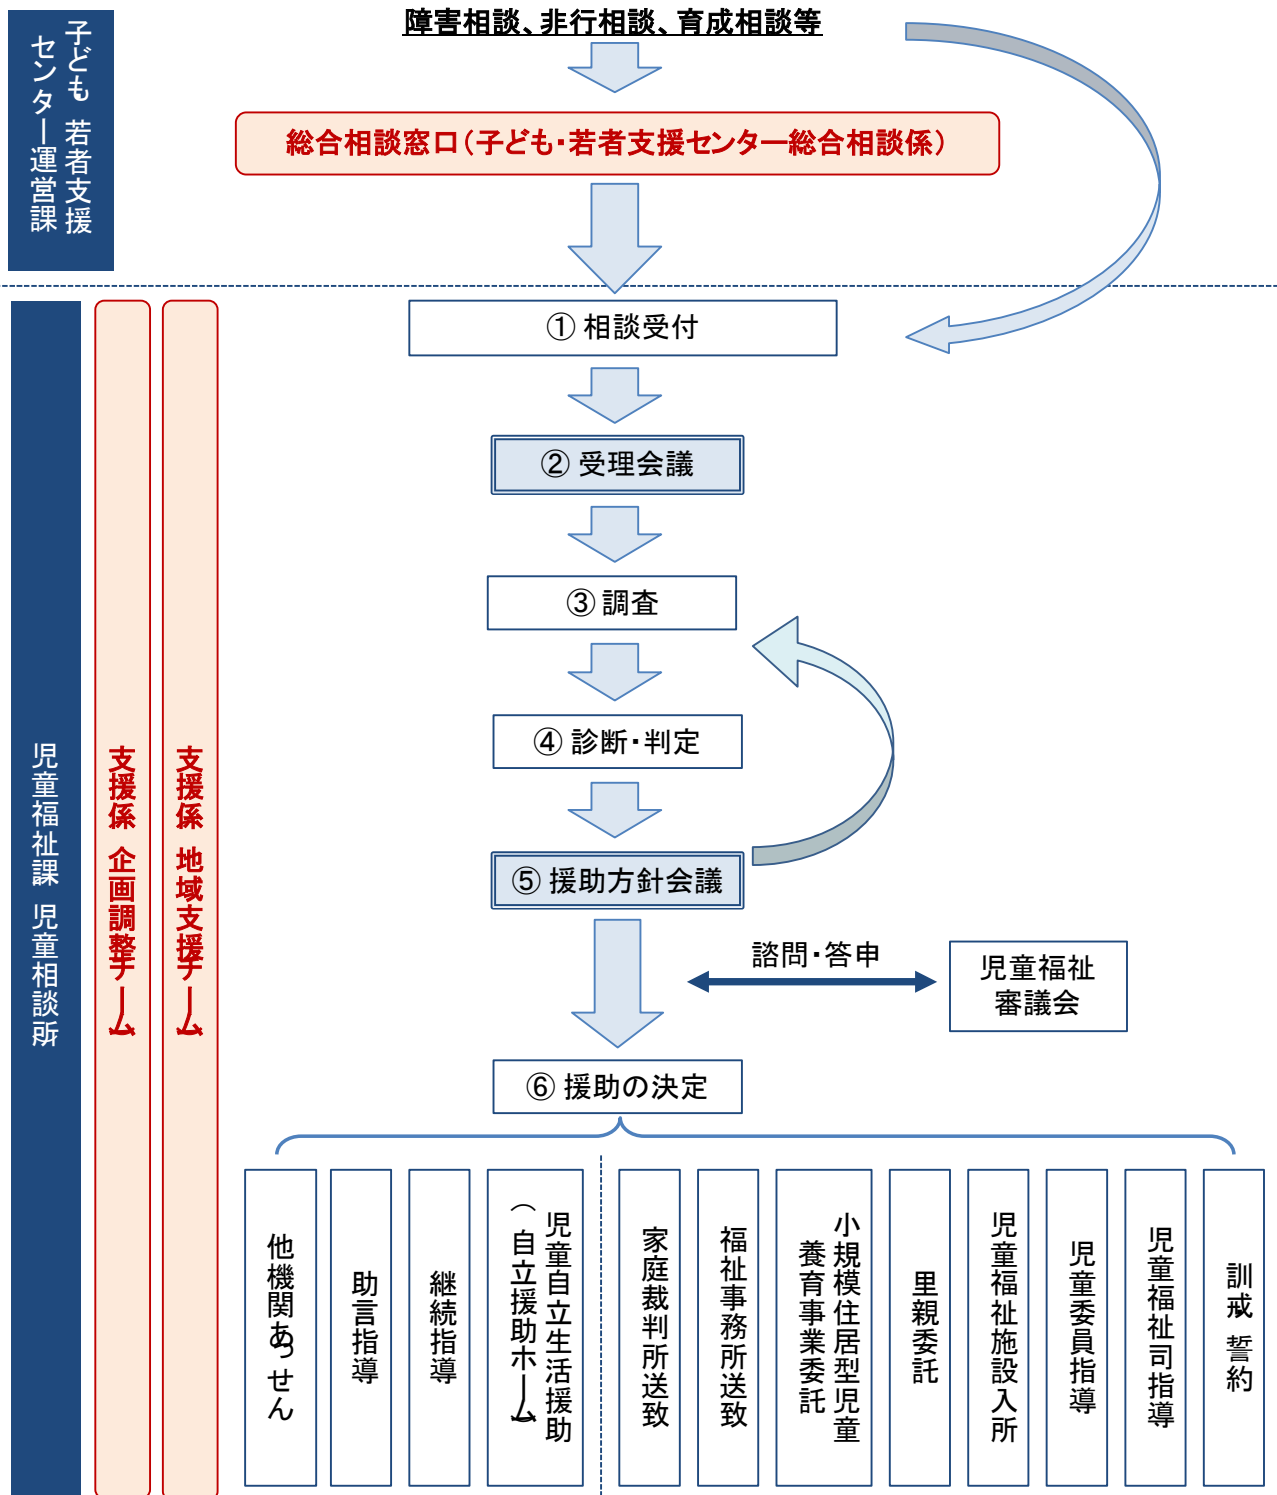 障害相談、非行相談、育成相談等
子ども・若者支援
センター運営課
総合相談窓口（子ども・若者支援センター総合相談係）
児童福祉課 児童相談所
支援係 企画調整チーム
支援係 地域支援チーム
① 相談受付
② 受理会議
③ 調査
④ 診断・判定
⑤ 援助方針会議
諮問・答申
児童福祉
審議会
⑥ 援助の決定
他機関あっせん
助言指導
継続指導
児童自立生活援助
（自立援助ホーム）
家庭裁判所送致
福祉事務所送致
小規模住居型児童
養育事業委託
里親委託
児童福祉施設入所
児童委員指導
児童福祉司指導
訓戒・誓約